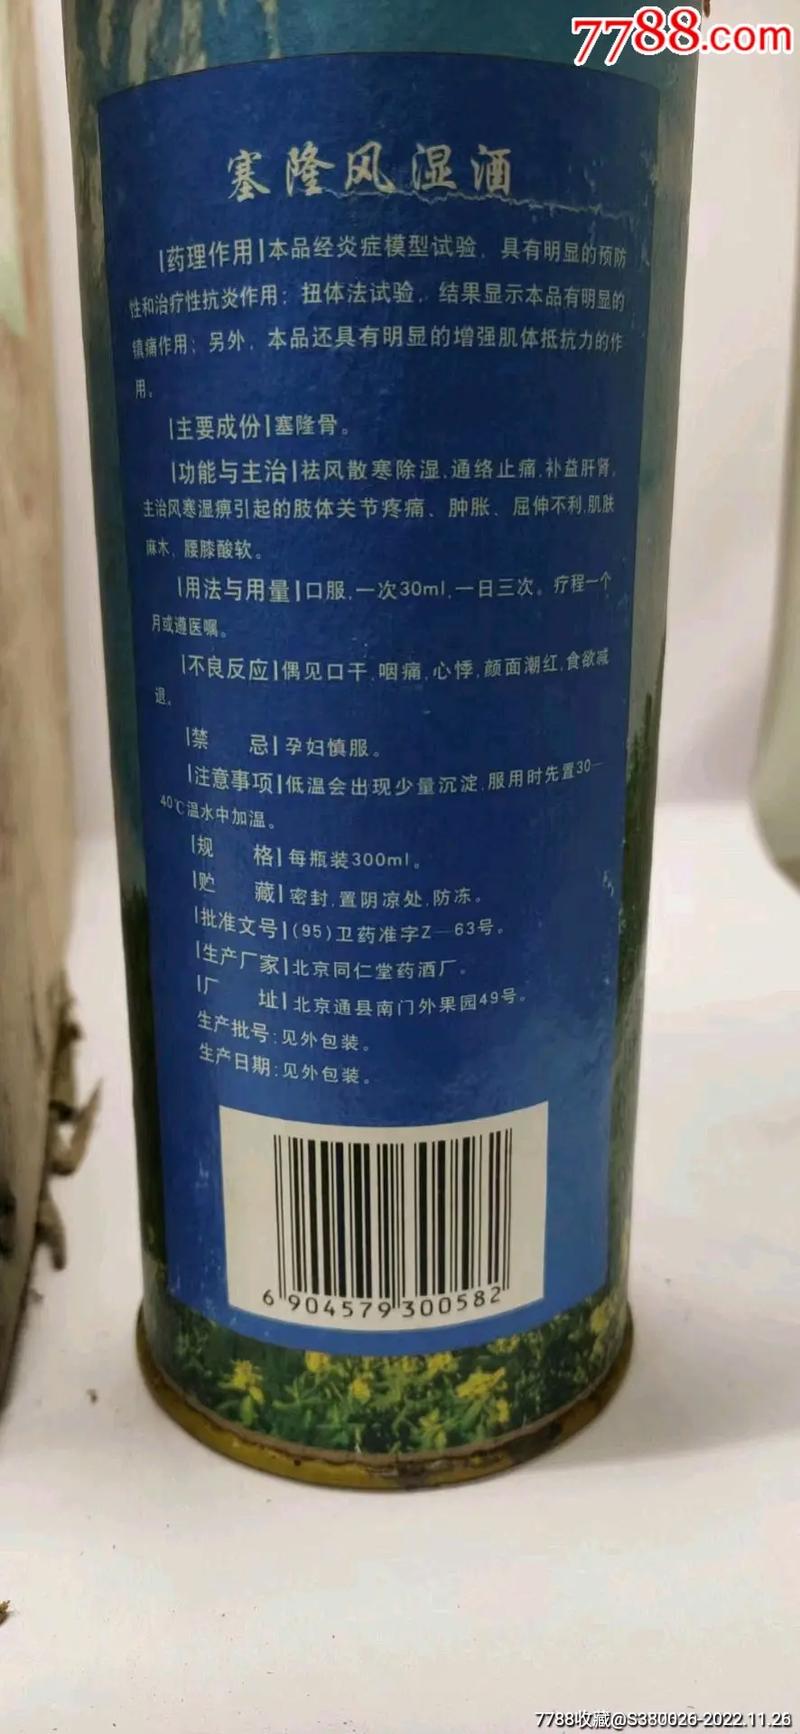 7788.com
塞隆风湿酒
|药理作用|本品经炎症模型试验，具有明显的预防
性和治疗性抗炎作用；扭体法试验，结果显示本品有明显的
镇痛作用；另外，本品还具有明显的增强肌体抵抗力的作
用。
|主要成份|塞隆骨。
|功能与主治|祛风散寒除湿,通络止痛,补益肝肾。
主治风寒湿痹引起的肢体关节疼痛、肿胀、屈伸不利,肌肤
麻木、腰膝酸软。
|用法与用量|口服,一次30ml,一日三次。疗程一个
月或遵医嘱。
|不良反应|偶见口干,咽痛,心悸,颜面潮红,食欲减
退。
|禁 忌|孕妇慎服。
|注意事项|低温会出现少量沉淀,服用时先置30—
40℃温水中加温。
|规 格|每瓶装300ml。
|贮 藏|密封,置阴凉处,防冻。
|批准文号|(95)卫药准字Z—63号。
|生产厂家|北京同仁堂药酒厂。
|厂 址|北京通县南门外果园49号。
生产批号:见外包装。
生产日期:见外包装。
6 904579 300582
7788收藏@S380026-2022.11.26